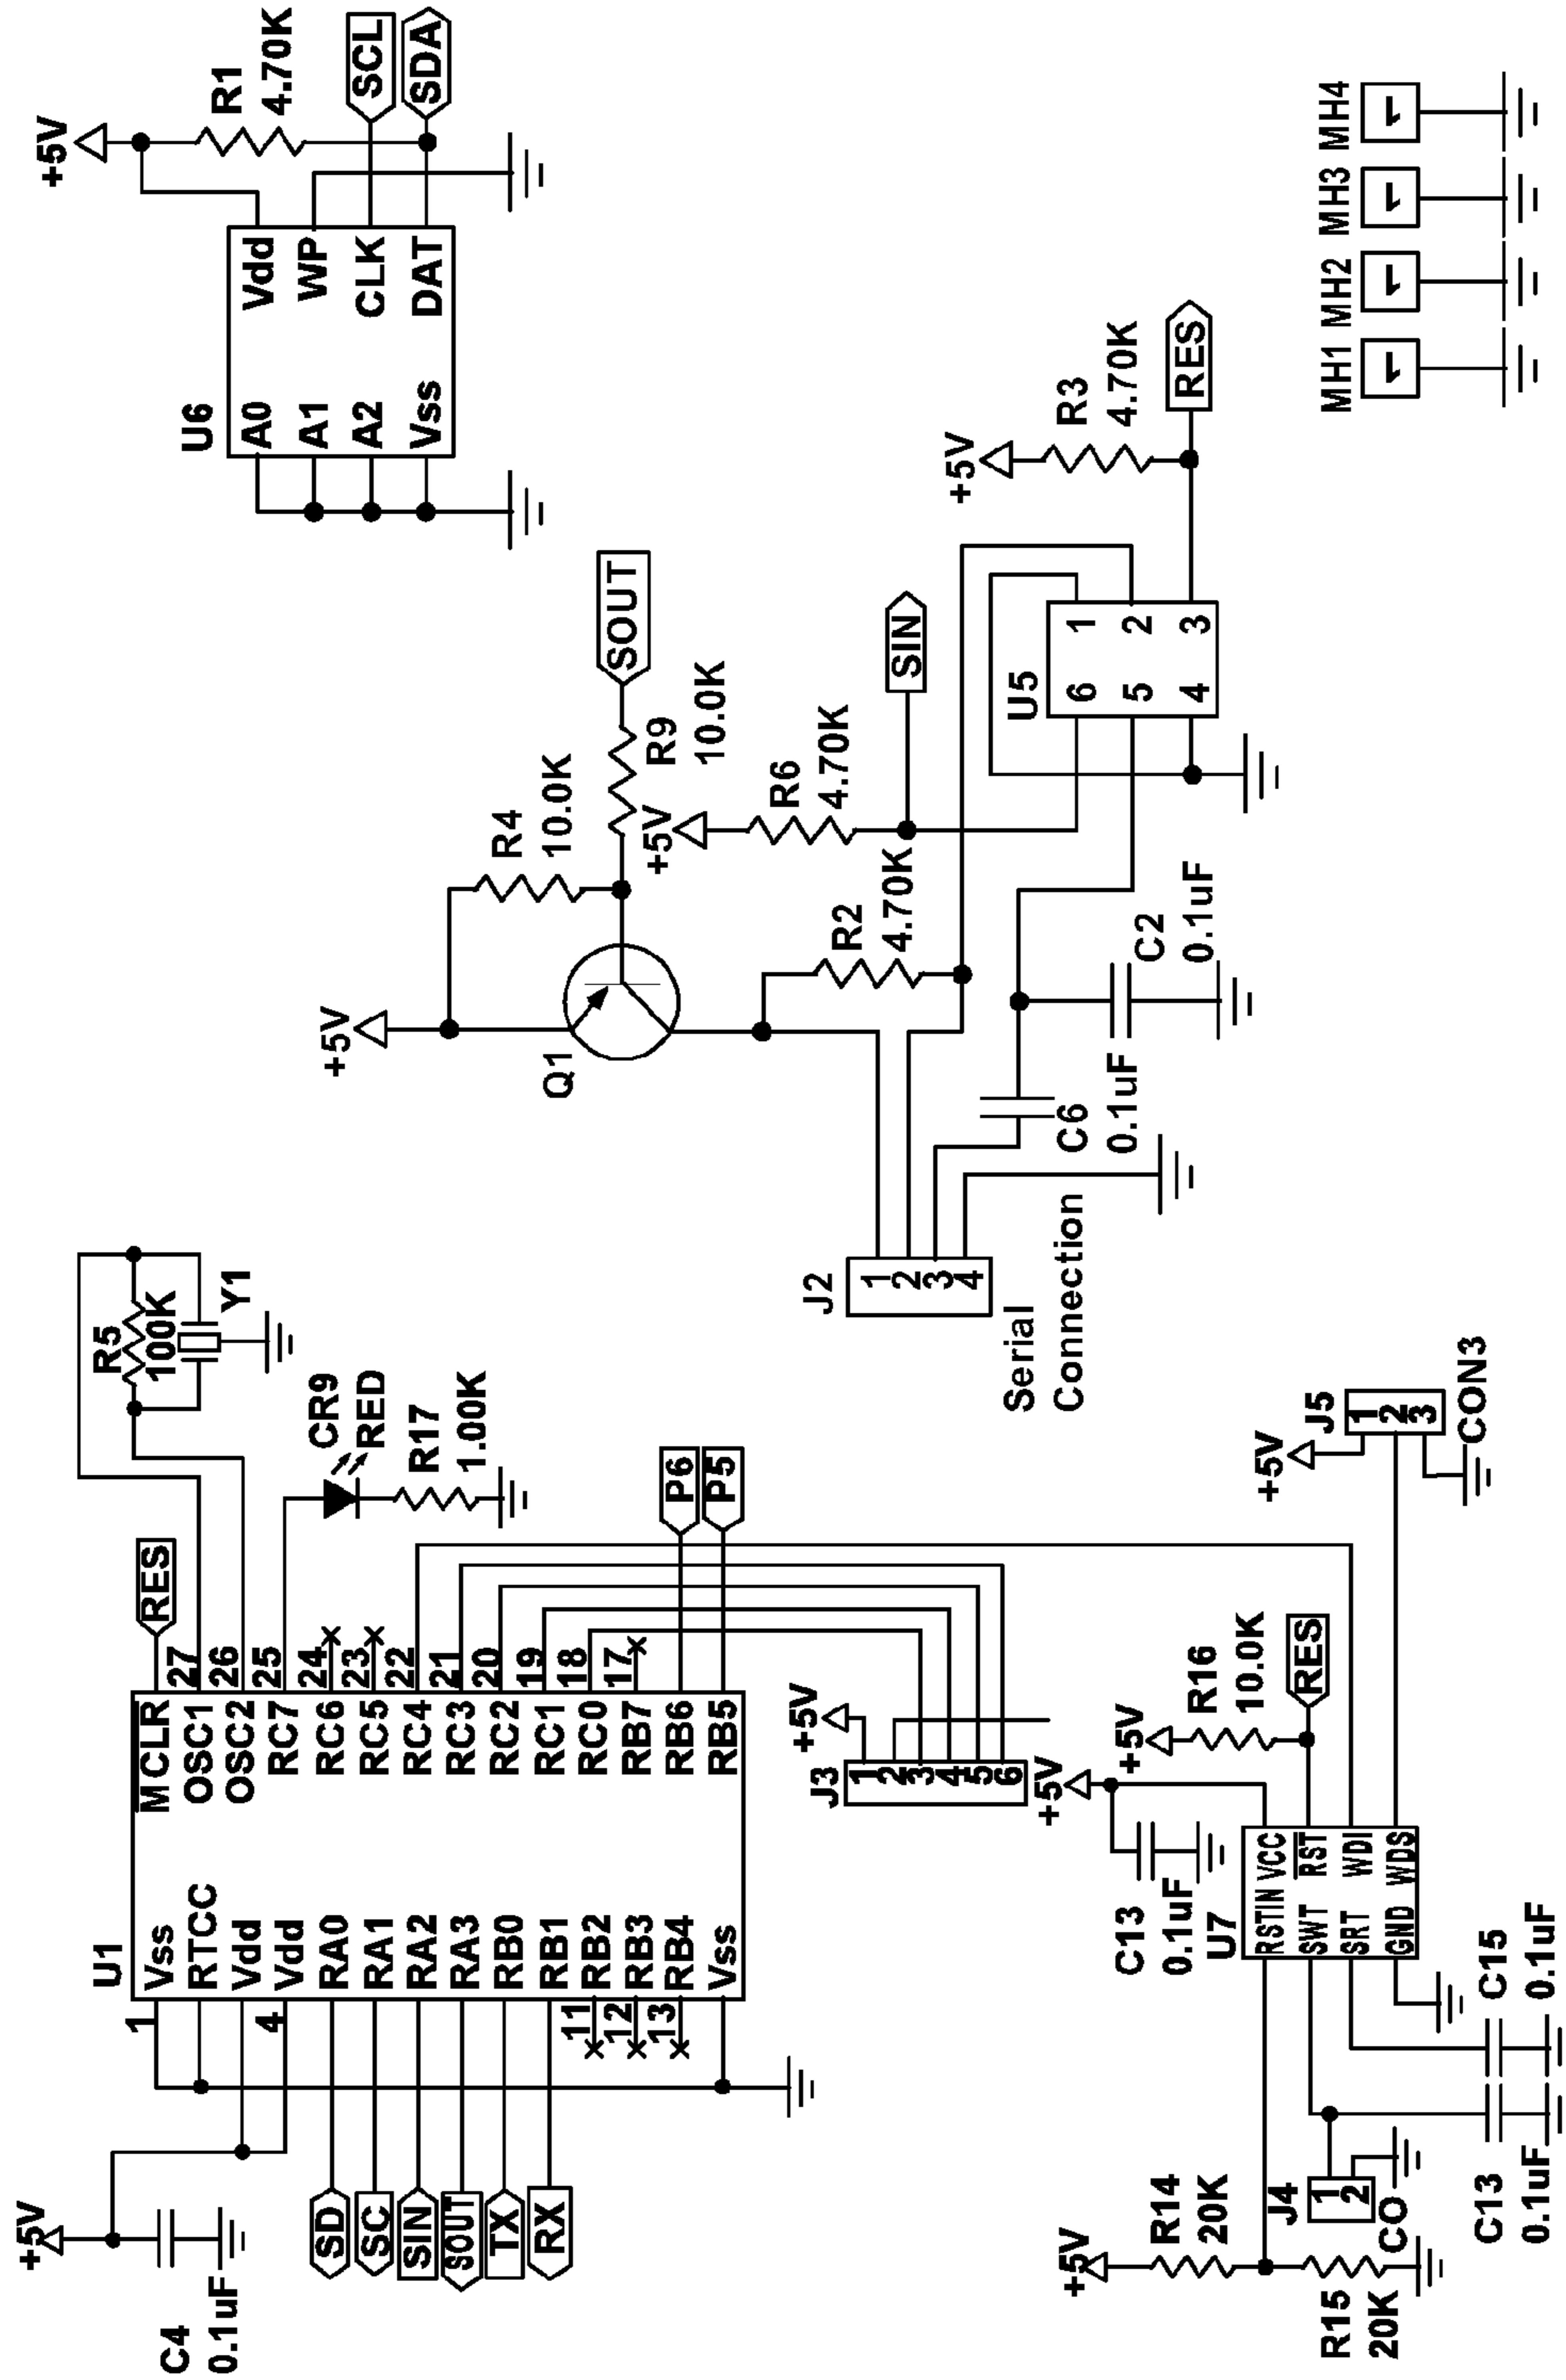 +5V
C4
0.1uF
U1
1
4
11
12
13
Vss
RTCC
Vdd
Vdd
RA0
RA1
RA2
RA3
RB0
RB1
RB2
RB3
RB4
Vss
MCLR
OSC1
OSC2
RC7
RC6
RC5
RC4
RC3
RC2
RC1
RC0
RB7
RB6
RB5
27
26
25
24
23
22
21
20
19
18
17
SD
SC
SIN
SOUT
TX
RX
RES
R5
100K
Y1
CR9
RED
R17
1.00K
P6
P5
U6
A0
A1
A2
Vss
Vdd
WP
CLK
DAT
+5V
R1
4.70K
SCL
SDA
+5V
Q1
R4
10.0K
R9
10.0K
SOUT
+5V
R6
4.70K
SIN
R2
4.70K
J2
1
2
3
4
Serial
Connection
C6
0.1uF
C2
0.1uF
U5
6
5
4
1
2
3
+5V
R3
4.70K
RES
MH1
1
MH2
1
MH3
1
MH4
1
+5V
J3
1
2
3
4
5
6
+5V
C13
0.1uF
+5V
R16
10.0K
RES
U7
RSTIN
SWT
SRT
GND
VCC
RST
WDI
WDS
+5V
R14
20K
R15
20K
J4
1
2
CO
C13
0.1uF
C15
0.1uF
+5V
J5
1
2
3
CON3